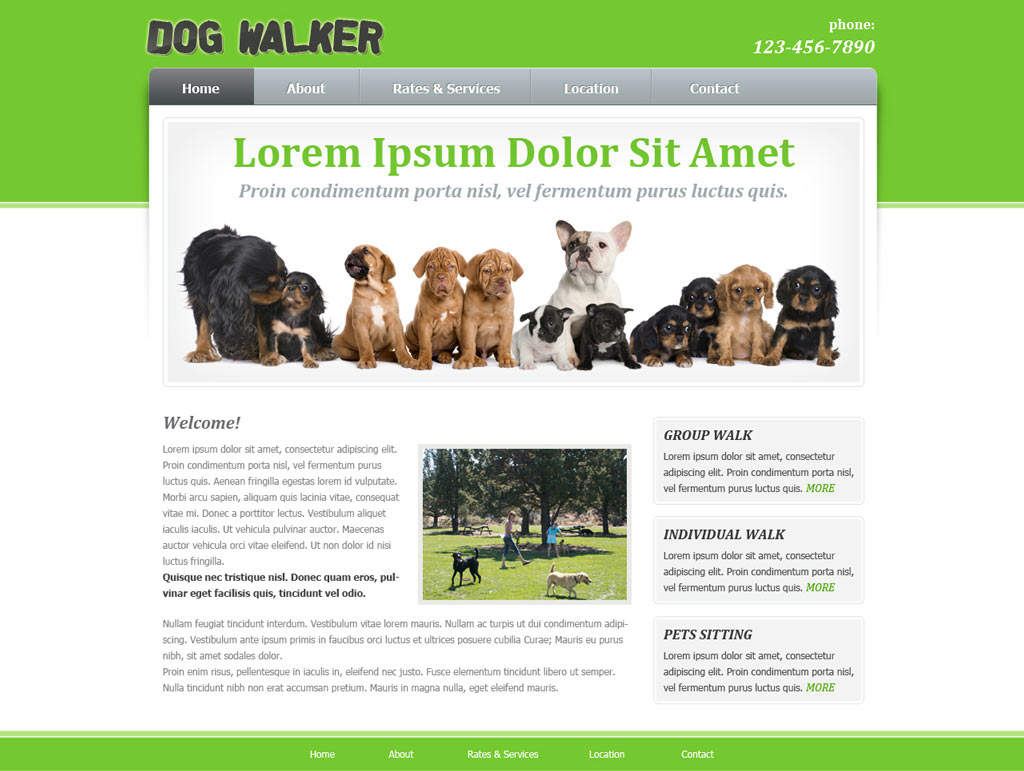 DOG WALKER
phone:
123-456-7890
Home
About
Rates & Services
Location
Contact
Lorem Ipsum Dolor Sit Amet
Proin condimentum porta nisl, vel fermentum purus luctus quis.
Welcome!
Lorem ipsum dolor sit amet, consectetur adipiscing elit.
Proin condimentum porta nisl, vel fermentum purus
luctus quis. Aenean fringilla egestas lorem id vulputate.
Morbi arcu sapien, aliquam quis lacinia vitae, consequat
vitae mi. Donec a porttitor lectus. Vestibulum aliquet
iaculis iaculis. Ut vehicula pulvinar auctor. Maecenas
auctor vehicula orci vitae eleifend. Ut non dolor id nisi
luctus fringilla.
Quisque nec tristique nisl. Donec quam eros, pul-
vinar eget facilisis quis, tincidunt vel odio.
Nullam feugiat tincidunt interdum. Vestibulum vitae lorem mauris. Nullam ac turpis ut dui condimentum adipi-
scing. Vestibulum ante ipsum primis in faucibus orci luctus et ultrices posuere cubilia Curae; Mauris eu purus
nibh, sit amet sodales dolor.
Proin enim risus, pellentesque in iaculis in, eleifend nec justo. Fusce elementum tincidunt libero ut semper.
Nulla tincidunt nibh non erat accumsan pretium. Mauris in magna nulla, eget eleifend mauris.
GROUP WALK
Lorem ipsum dolor sit amet, consectetur
adipiscing elit. Proin condimentum porta nisl,
vel fermentum purus luctus quis. MORE
INDIVIDUAL WALK
Lorem ipsum dolor sit amet, consectetur
adipiscing elit. Proin condimentum porta nisl,
vel fermentum purus luctus quis. MORE
PETS SITTING
Lorem ipsum dolor sit amet, consectetur
adipiscing elit. Proin condimentum porta nisl,
vel fermentum purus luctus quis. MORE
Home
About
Rates & Services
Location
Contact